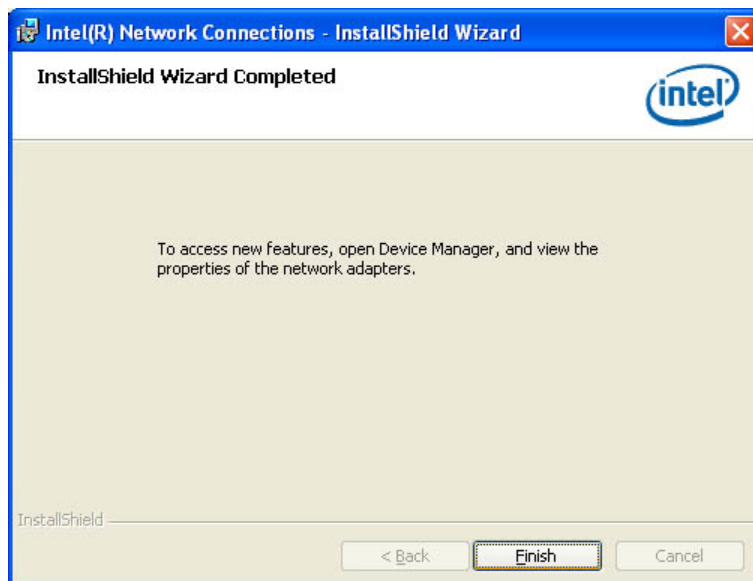 Intel(R) Network Connections - InstallShield Wizard
InstallShield Wizard Completed
intel
To access new features, open Device Manager, and view the
properties of the network adapters.
InstallShield
< Back
Finish
Cancel